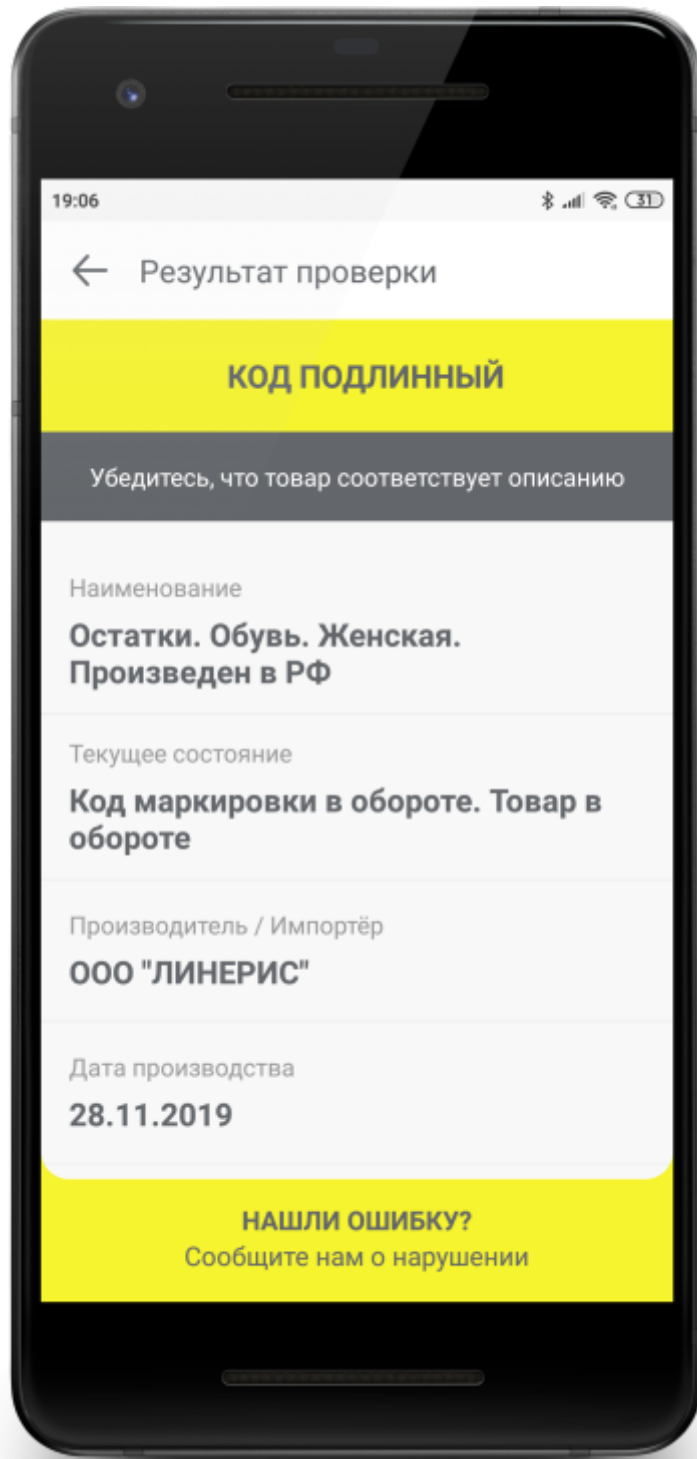 19:06
31
Результат проверки
КОД ПОДЛИННЫЙ
Убедитесь, что товар соответствует описанию
Наименование
Остатки. Обувь. Женская.
Произведен в РФ
Текущее состояние
Код маркировки в обороте. Товар в
обороте
Производитель / Импортёр
ООО "ЛИНЕРИС"
Дата производства
28.11.2019
НАШЛИ ОШИБКУ?
Сообщите нам о нарушении